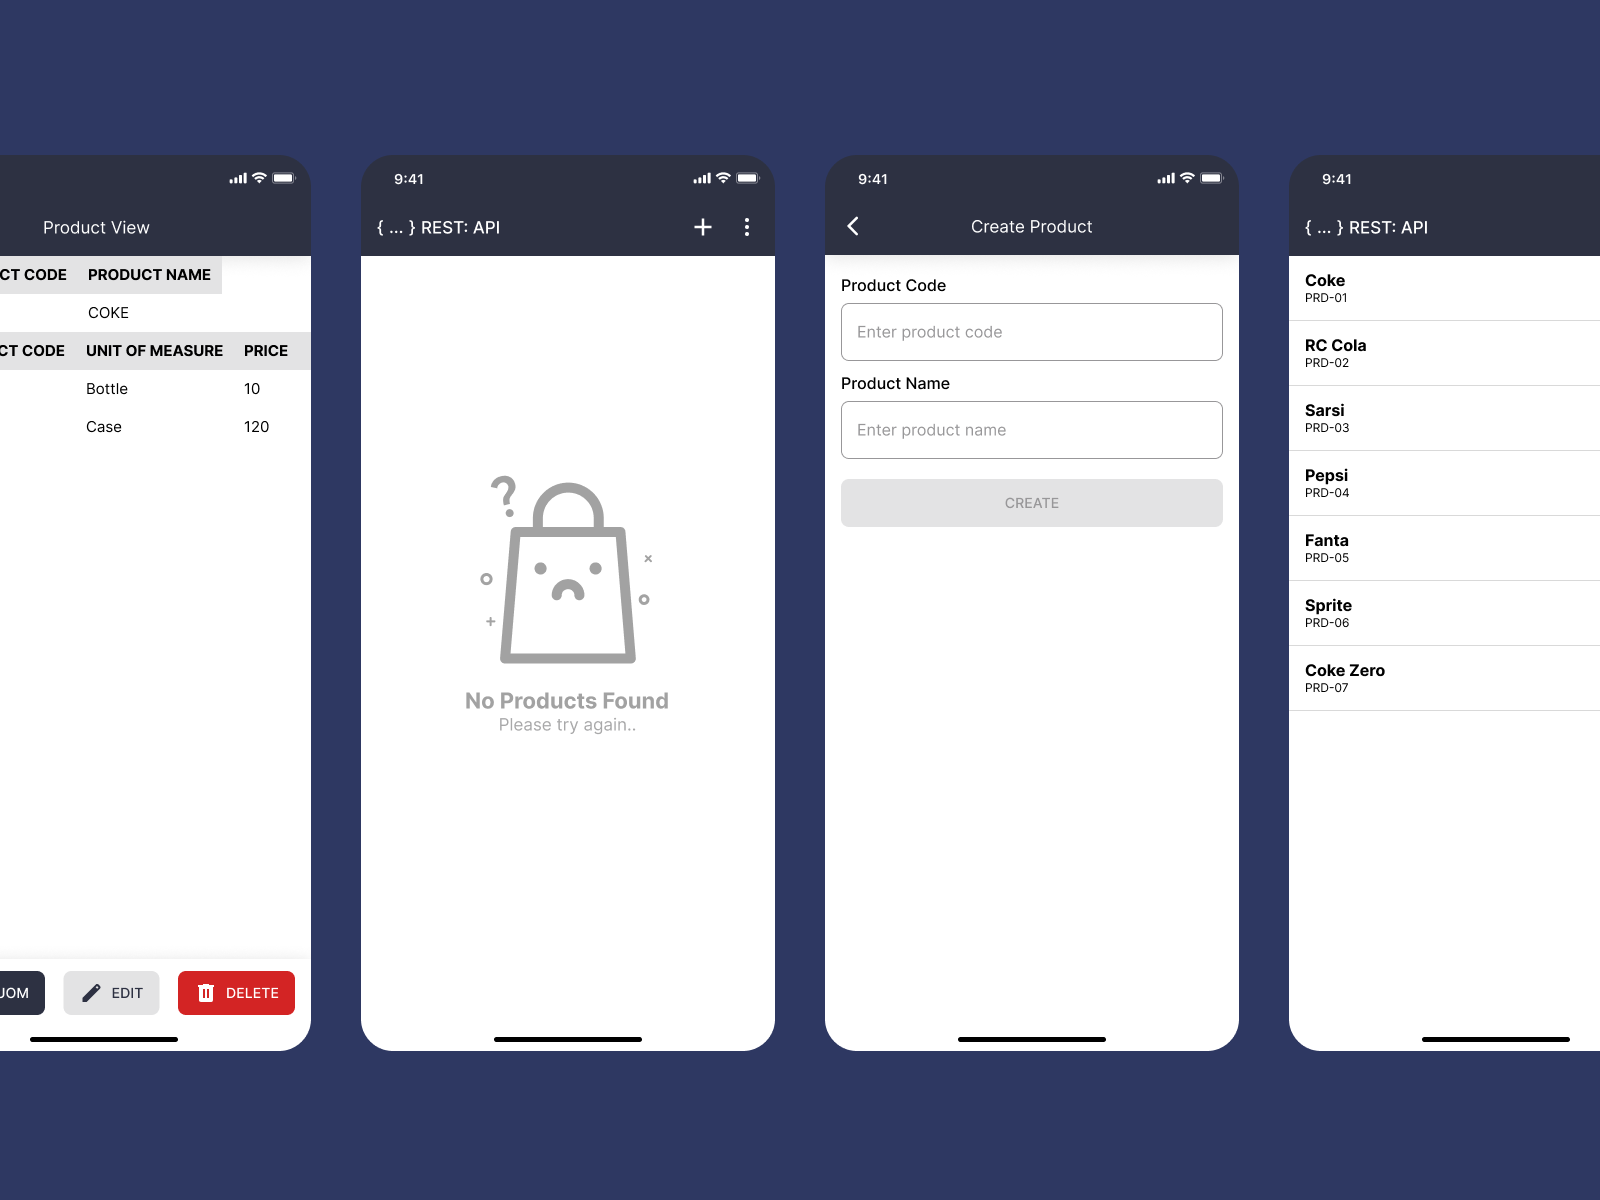 Product View
CT CODE PRODUCT NAME
COKE
CT CODE UNIT OF MEASURE PRICE
Bottle 10
Case 120
UOM EDIT DELETE
9:41
{ ... } REST: API
?
No Products Found
Please try again..
9:41
Create Product
Product Code
Enter product code
Product Name
Enter product name
CREATE
9:41
{ ... } REST: API
Coke
PRD-01
RC Cola
PRD-02
Sarsi
PRD-03
Pepsi
PRD-04
Fanta
PRD-05
Sprite
PRD-06
Coke Zero
PRD-07